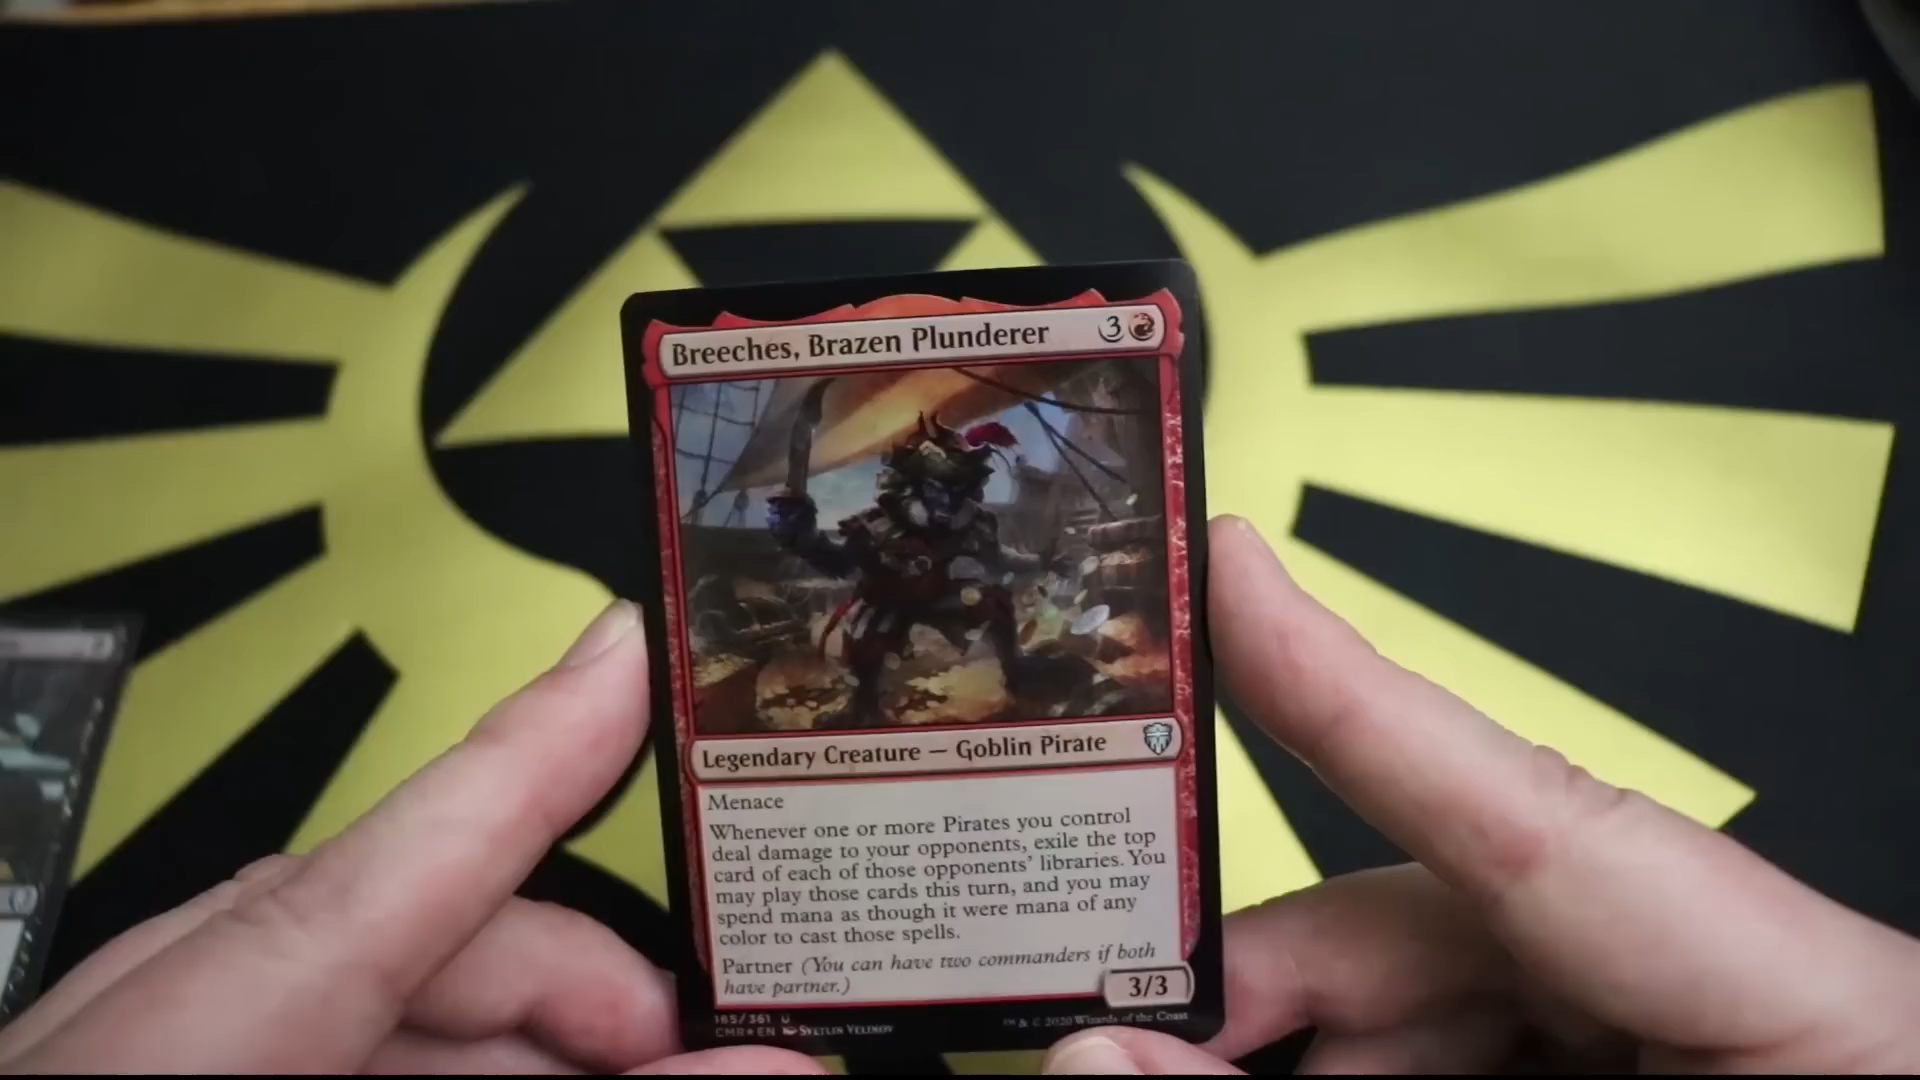 Breeches, Brazen Plunderer 3
Legendary Creature — Goblin Pirate
Menace
Whenever one or more Pirates you control
deal damage to your opponents, exile the top
card of each of those opponents' libraries. You
may play those cards this turn, and you may
spend mana as though it were mana of any
color to cast those spells.
Partner (You can have two commanders if both
have partner.)
3/3
165/361 U
CMR★EN Svetlin Velinov
™ & © 2020 Wizards of the Coast